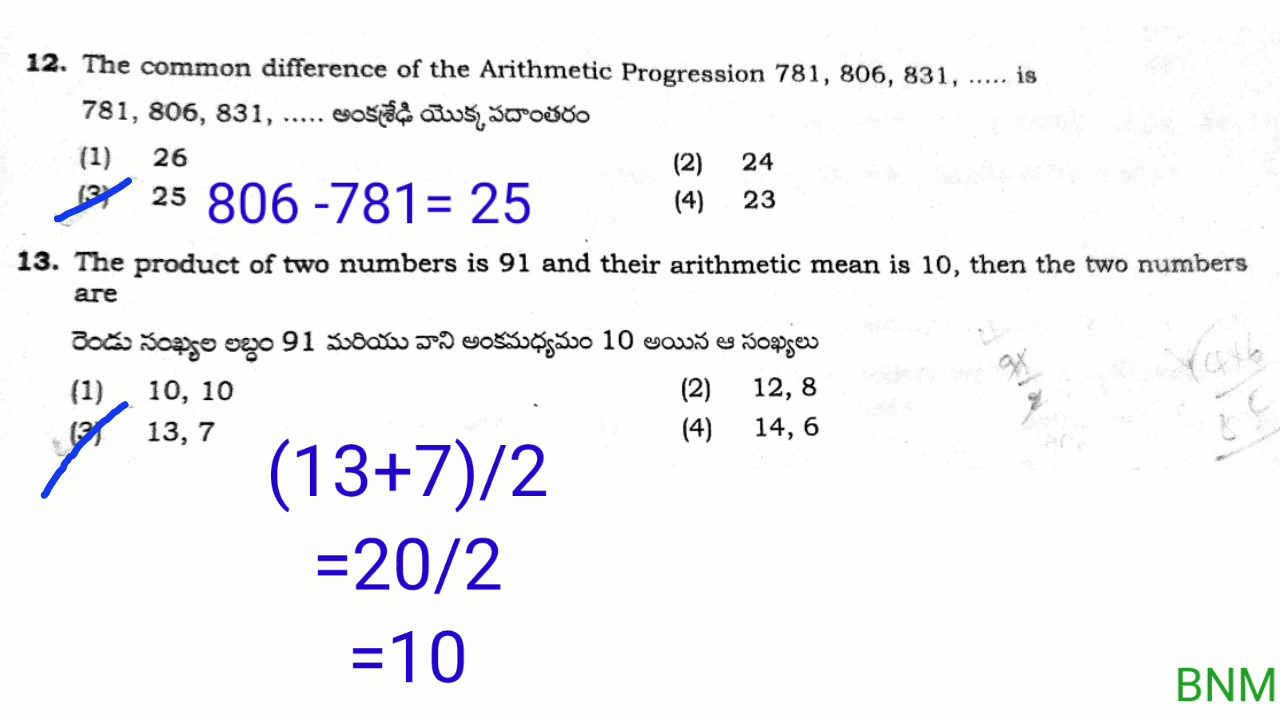 12. The common difference of the Arithmetic Progression 781, 806, 831, ..... is
781, 806, 831, ..... అంకశ్రేఢి యొక్క పదాంతరం
(1) 26 (2) 24
(3) 25 806 -781= 25 (4) 23
13. The product of two numbers is 91 and their arithmetic mean is 10, then the two numbers
are
రెండు సంఖ్యల లబ్ధం 91 మరియు వాని అంకమధ్యమం 10 అయిన ఆ సంఖ్యలు
(1) 10, 10 (2) 12, 8
(3) 13, 7 (4) 14, 6
(13+7)/2
=20/2
=10
BNM